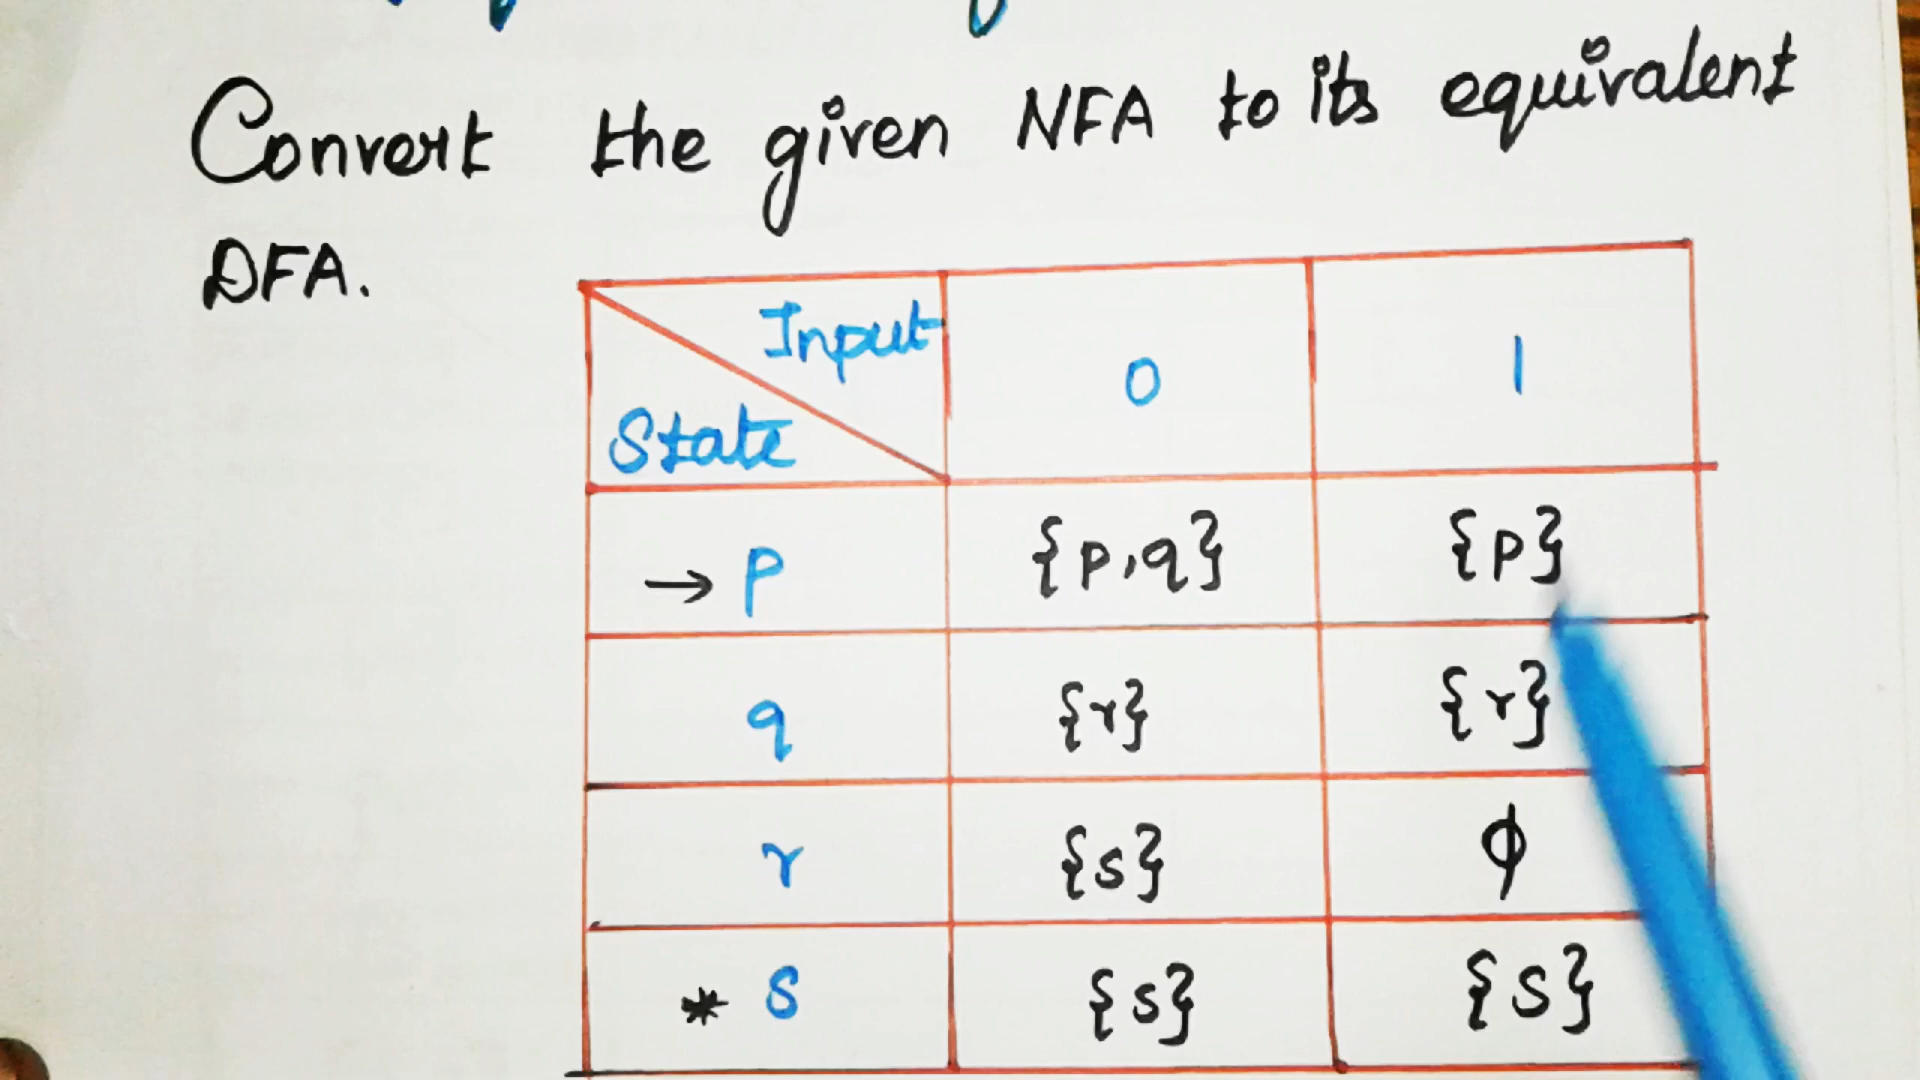 Convert the given NFA to its equivalent
DFA.
Input
State
0 1
→ p {p,q} {p}
q {r} {r}
r {s} ϕ
* s {s} {s}